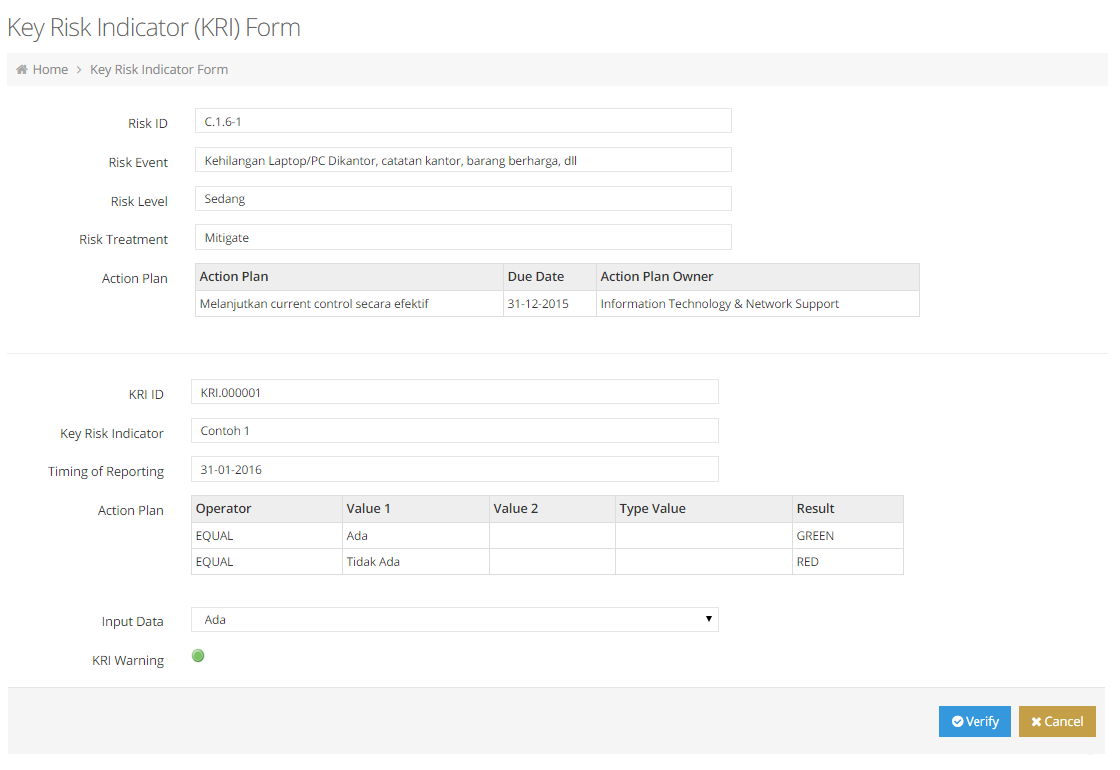 Key Risk Indicator (KRI) Form
Home > Key Risk Indicator Form
Risk ID C.1.6-1
Risk Event Kehilangan Laptop/PC Dikantor, catatan kantor, barang berharga, dll
Risk Level Sedang
Risk Treatment Mitigate
Action Plan Action Plan Due Date Action Plan Owner
Melanjutkan current control secara efektif 31-12-2015 Information Technology & Network Support
KRI ID KRI.000001
Key Risk Indicator Contoh 1
Timing of Reporting 31-01-2016
Action Plan Operator Value 1 Value 2 Type Value Result
EQUAL Ada GREEN
EQUAL Tidak Ada RED
Input Data Ada
KRI Warning
Verify Cancel